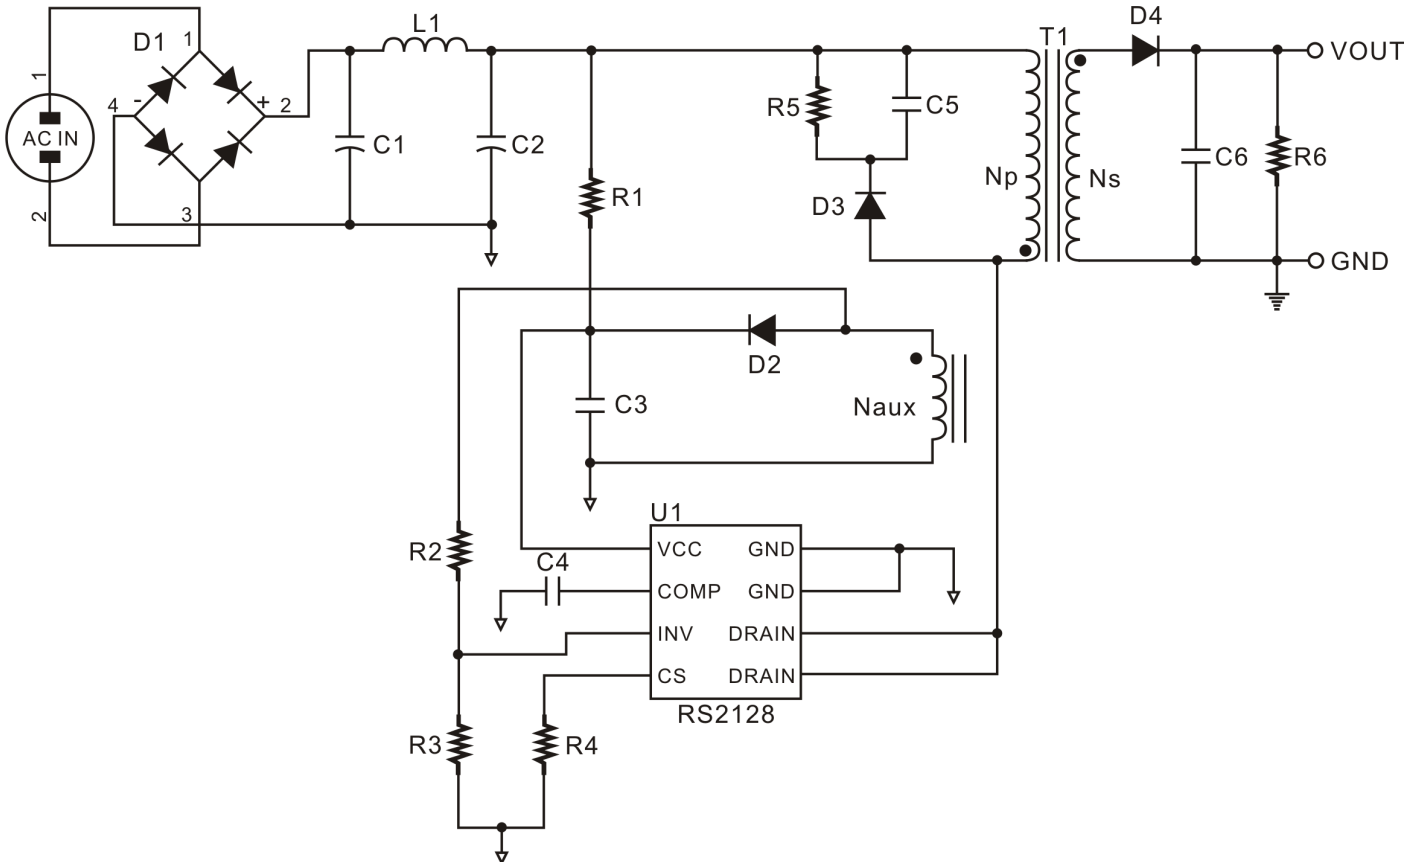 L1
T1
D4
D1
1
VOUT
1
4
-
+
2
R5
C5
AC IN
C1
C2
C6
R6
Np
Ns
R1
D3
2
3
GND
D2
C3
Naux
U1
R2
C4
VCC
GND
COMP
GND
INV
DRAIN
CS
DRAIN
RS2128
R3
R4